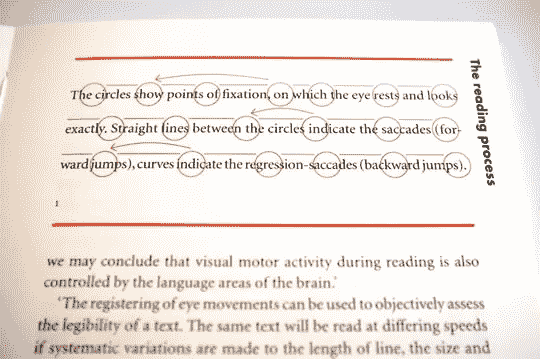 The reading process
The circles show points of fixation, on which the eye rests and looks
exactly. Straight lines between the circles indicate the saccades (for-
ward jumps), curves indicate the regression-saccades (backward jumps).
1
we may conclude that visual motor activity during reading is also
controlled by the language areas of the brain.'
'The registering of eye movements can be used to objectively assess
the legibility of a text. The same text will be read at differing speeds
if systematic variations are made to the length of line, the size and